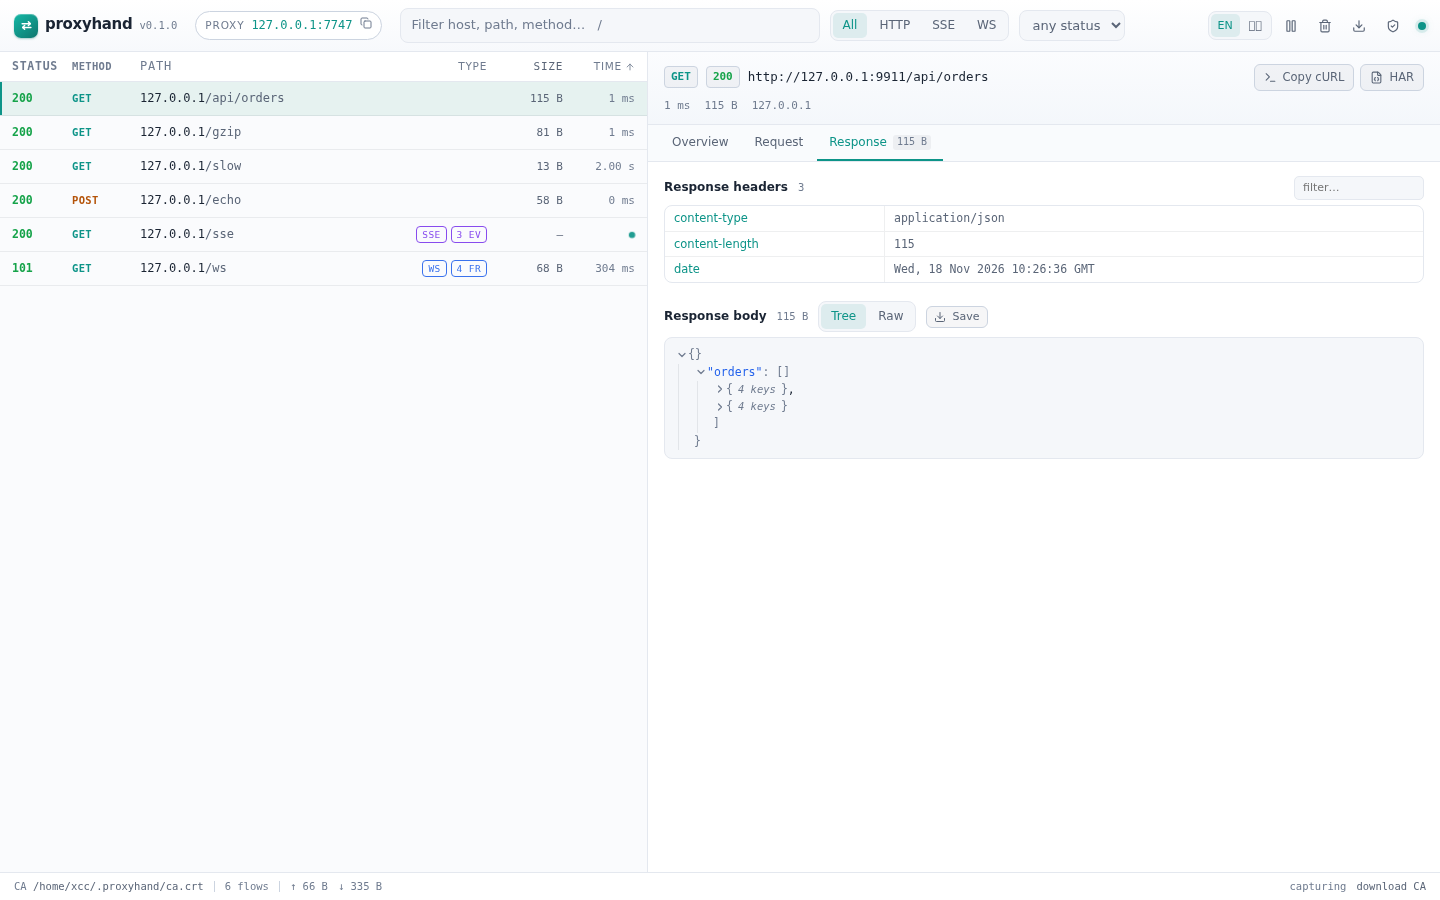 proxyhand v0.1.0 PROXY 127.0.0.1:7747 Filter host, path, method... / All HTTP SSE WS any status EN
STATUS METHOD PATH TYPE SIZE TIME ↑
200 GET 127.0.0.1/api/orders 115 B 1 ms
200 GET 127.0.0.1/gzip 81 B 1 ms
200 GET 127.0.0.1/slow 13 B 2.00 s
200 POST 127.0.0.1/echo 58 B 0 ms
200 GET 127.0.0.1/sse SSE 3 EV –
101 GET 127.0.0.1/ws WS 4 FR 68 B 304 ms
GET 200 http://127.0.0.1:9911/api/orders Copy cURL HAR
1 ms 115 B 127.0.0.1
Overview Request Response 115 B
Response headers 3 filter...
content-type application/json
content-length 115
date Wed, 18 Nov 2026 10:26:36 GMT
Response body 115 B Tree Raw Save
{}
"orders": []
{ 4 keys },
{ 4 keys }
]
}
CA /home/xcc/.proxyhand/ca.crt 6 flows ↑ 66 B ↓ 335 B capturing download CA